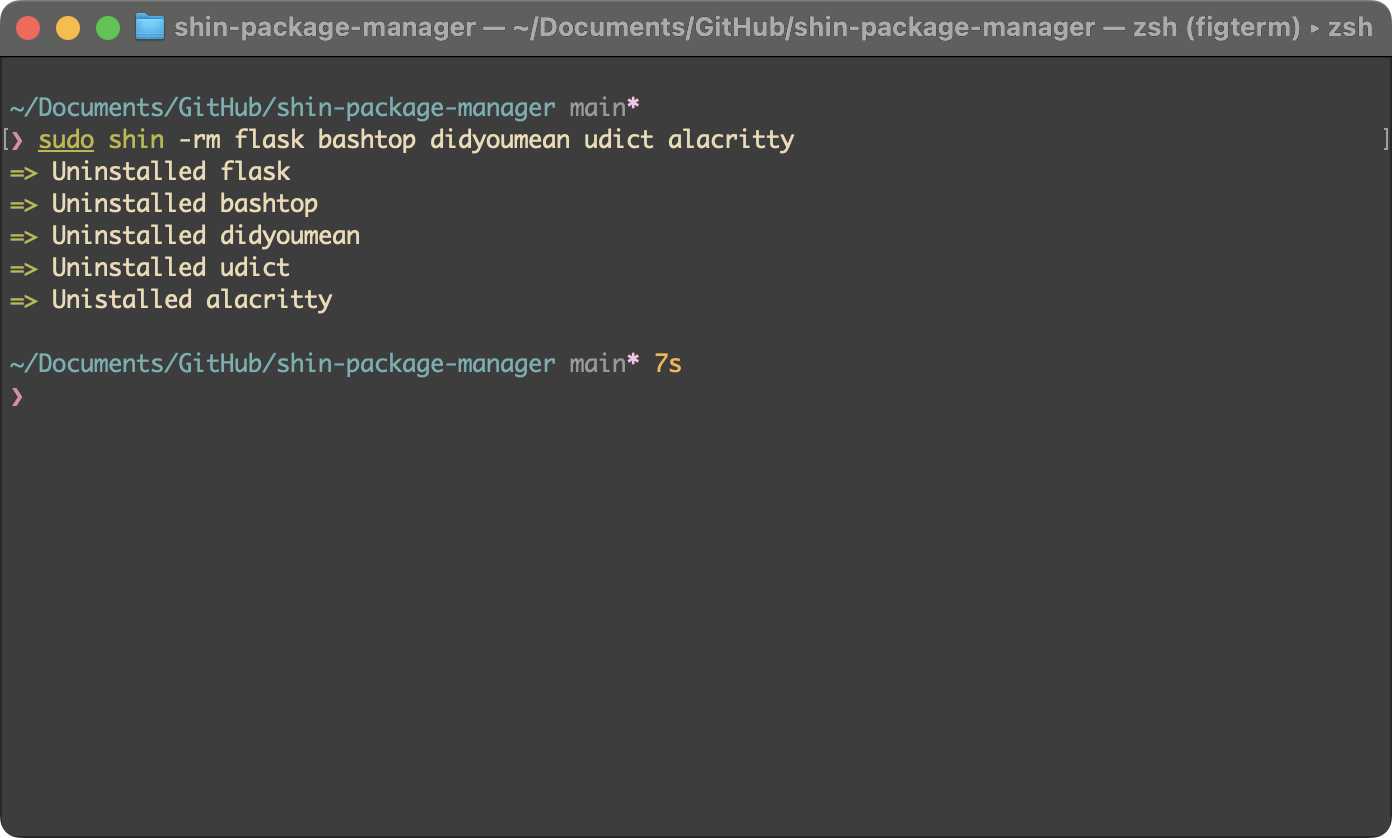 shin-package-manager — ~/Documents/GitHub/shin-package-manager — zsh (figterm) ▸ zsh
~/Documents/GitHub/shin-package-manager main*
[❯ sudo shin -rm flask bashtop didyoumean udict alacritty ]
=> Uninstalled flask
=> Uninstalled bashtop
=> Uninstalled didyoumean
=> Uninstalled udict
=> Unistalled alacritty
~/Documents/GitHub/shin-package-manager main* 7s
❯